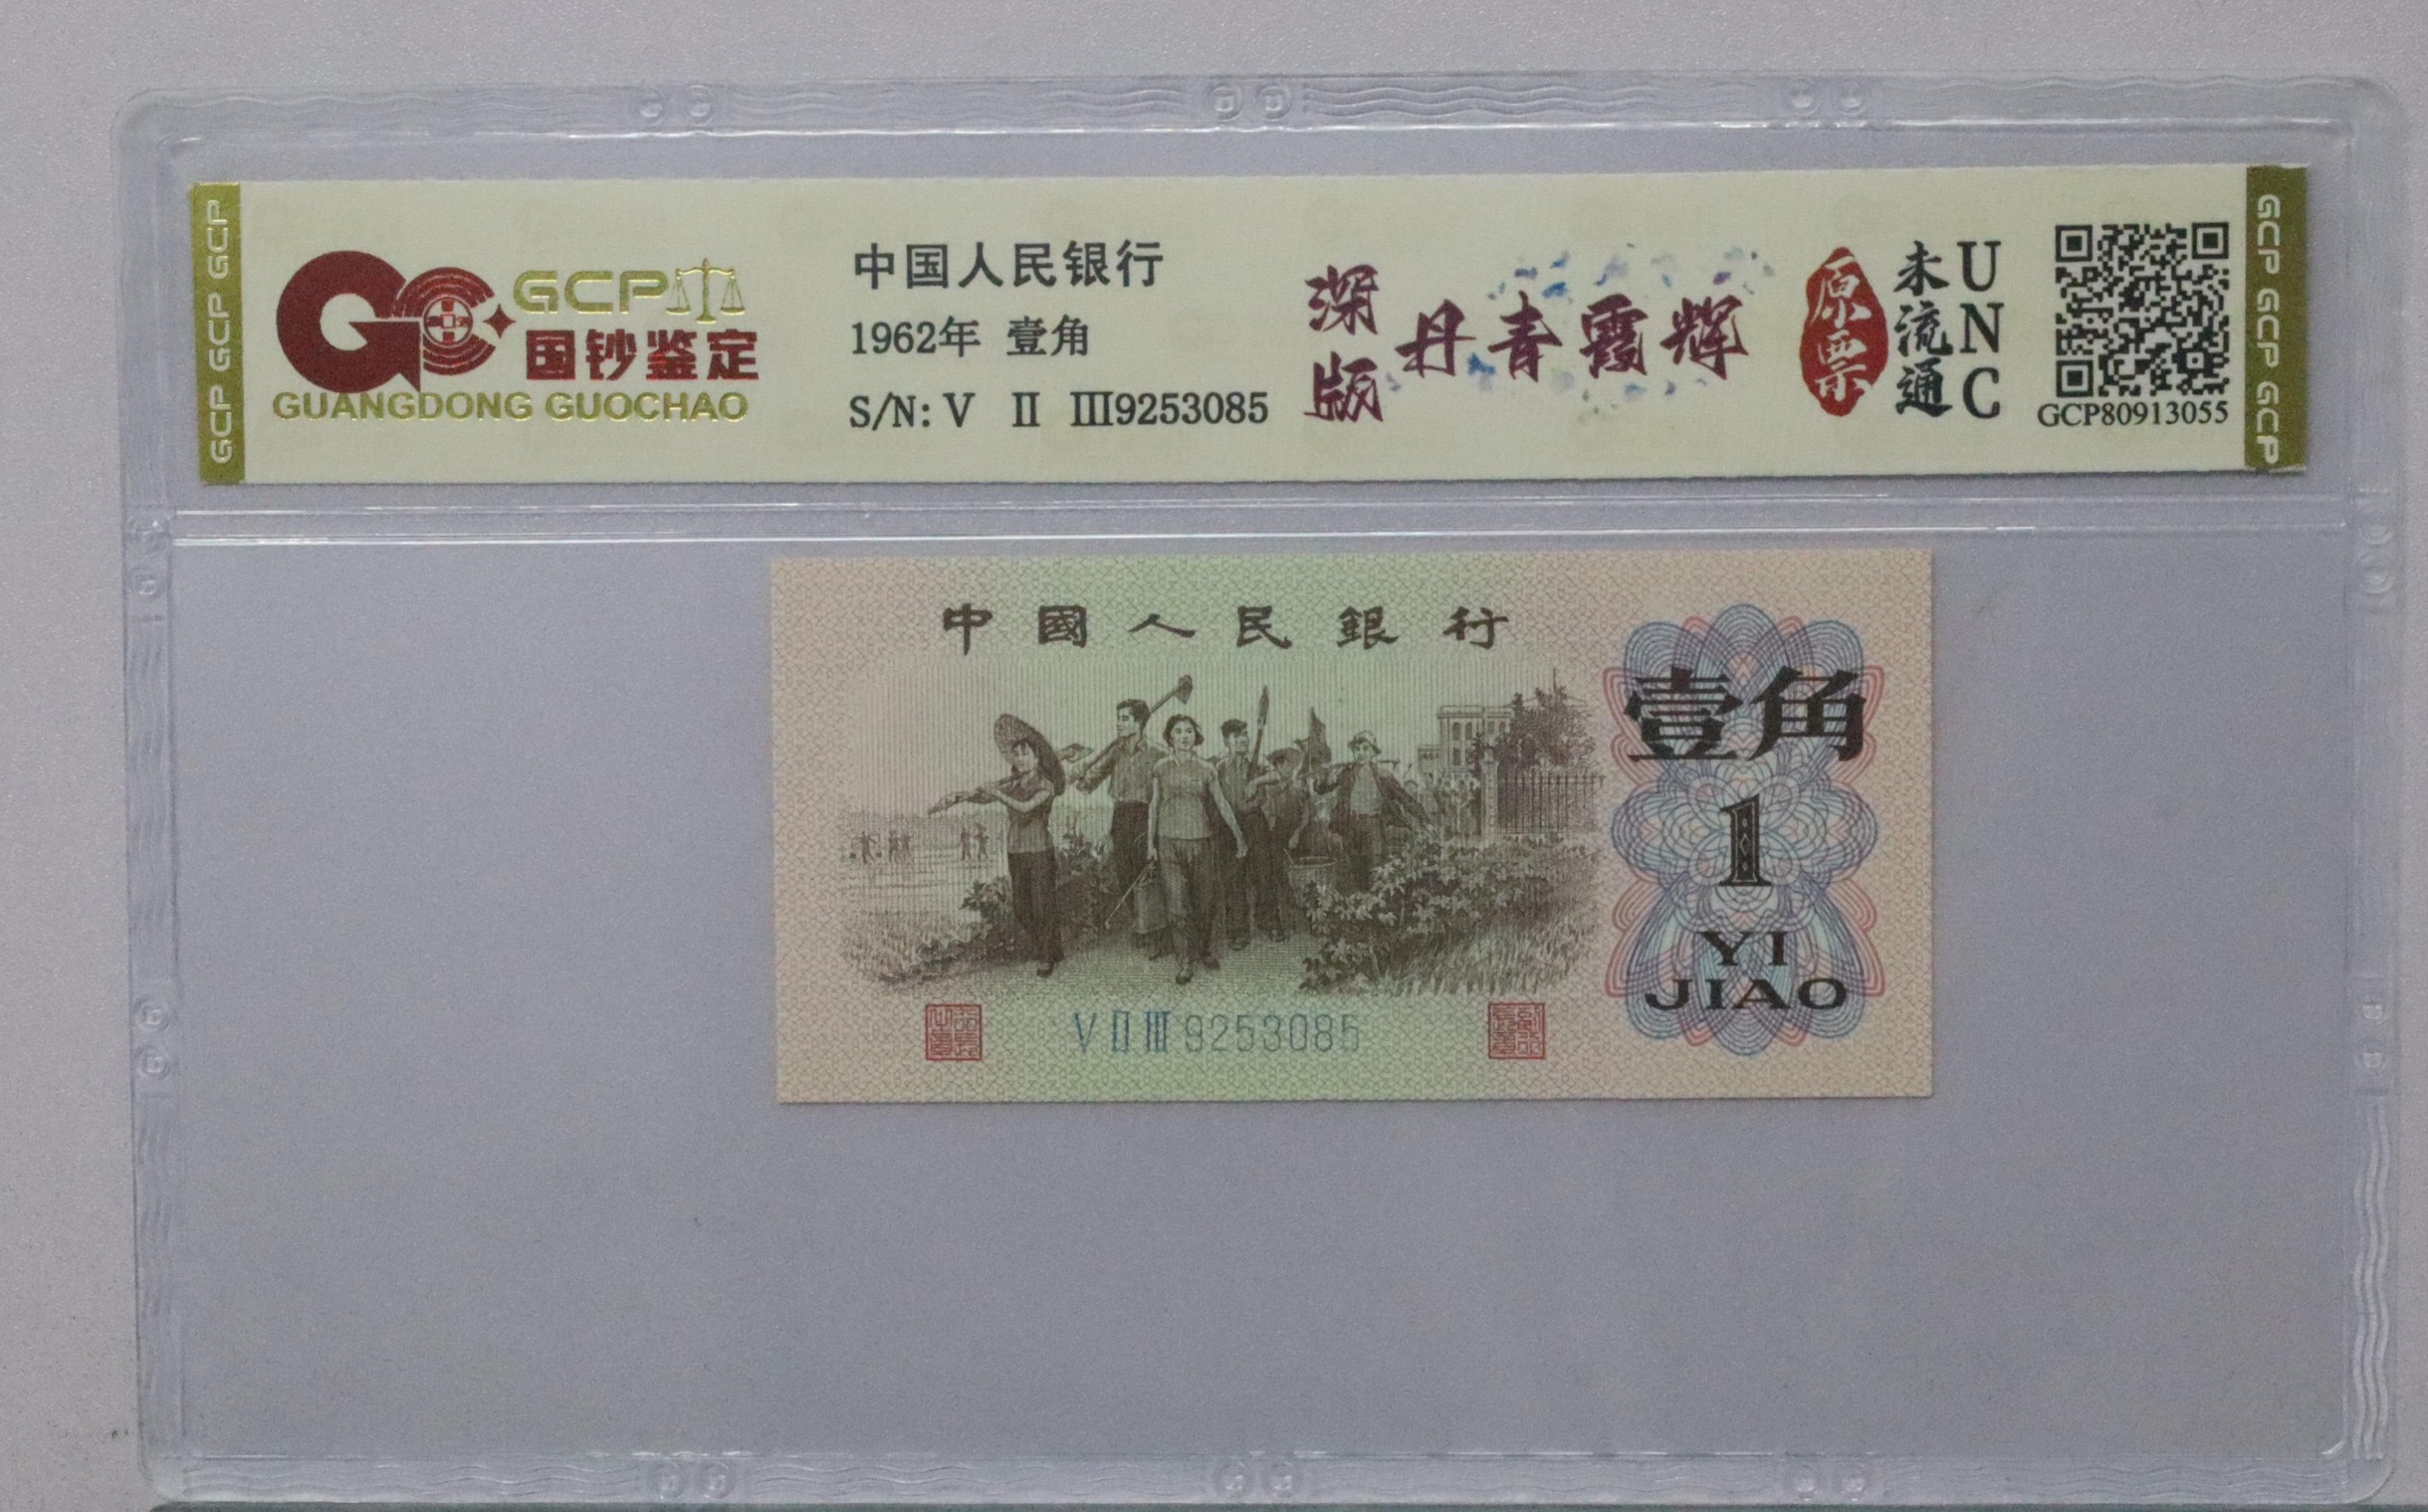 GCP GCP GCP
GCP
国钞鉴定
GUANGDONG GUOCHAO
中国人民银行
1962年 壹角
S/N: V Ⅱ Ⅲ9253085
深版
丹青霞辉
原票
未流通
UNC
GCP80913055
GCP GCP GCP
中國人民銀行
壹角
1
YI
JIAO
V Ⅱ Ⅲ 9253085